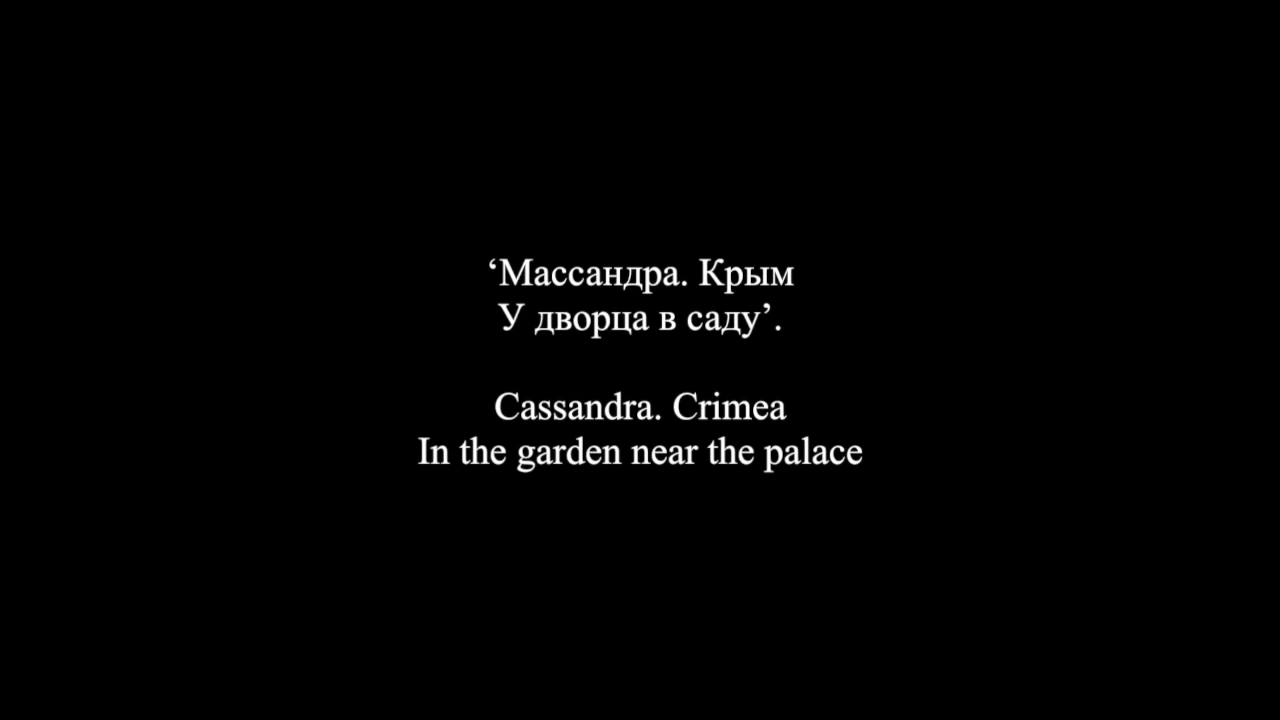 ‘Массандра. Крым
У дворца в саду’.
Cassandra. Crimea
In the garden near the palace